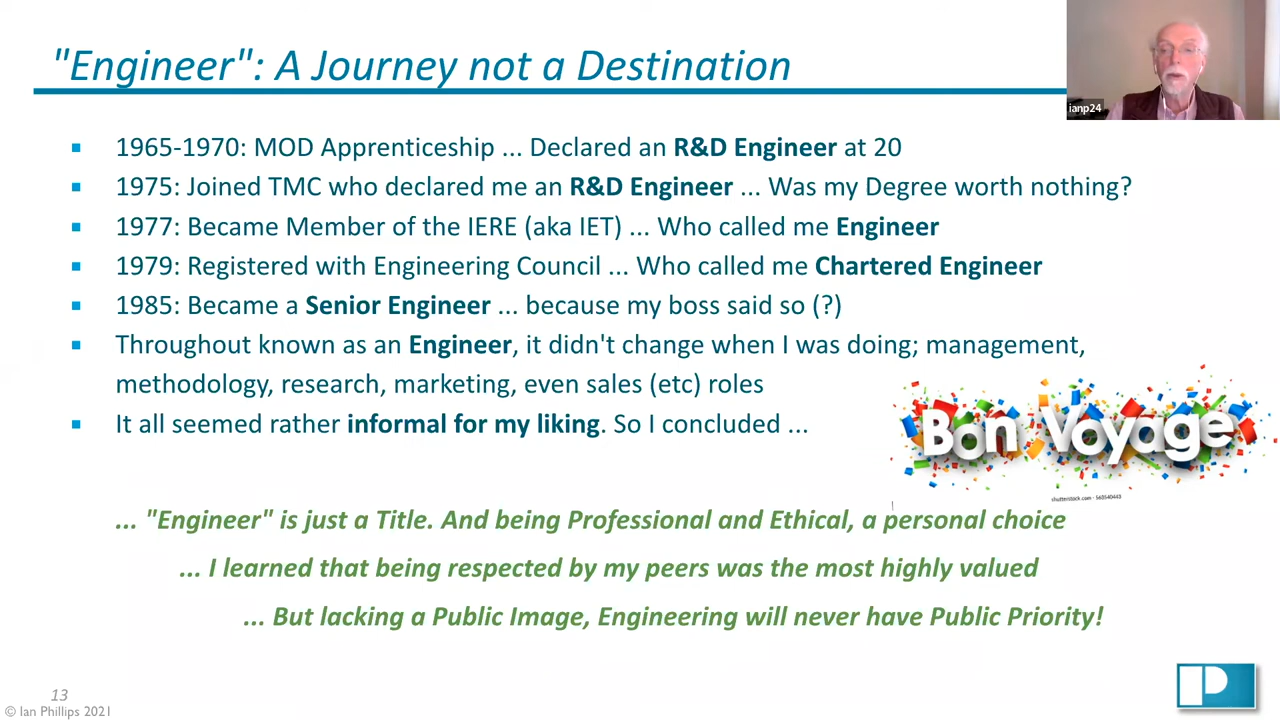 "Engineer": A Journey not a Destination
ianp24
1965-1970: MOD Apprenticeship ... Declared an R&D Engineer at 20
1975: Joined TMC who declared me an R&D Engineer ... Was my Degree worth nothing?
1977: Became Member of the IERE (aka IET) ... Who called me Engineer
1979: Registered with Engineering Council ... Who called me Chartered Engineer
1985: Became a Senior Engineer ... because my boss said so (?)
Throughout known as an Engineer, it didn't change when I was doing; management,
methodology, research, marketing, even sales (etc) roles
It all seemed rather informal for my liking. So I concluded ...
Bon Voyage
shutterstock.com · 560540443
... "Engineer" is just a Title. And being Professional and Ethical, a personal choice
... I learned that being respected by my peers was the most highly valued
... But lacking a Public Image, Engineering will never have Public Priority!
13
© Ian Phillips 2021
P